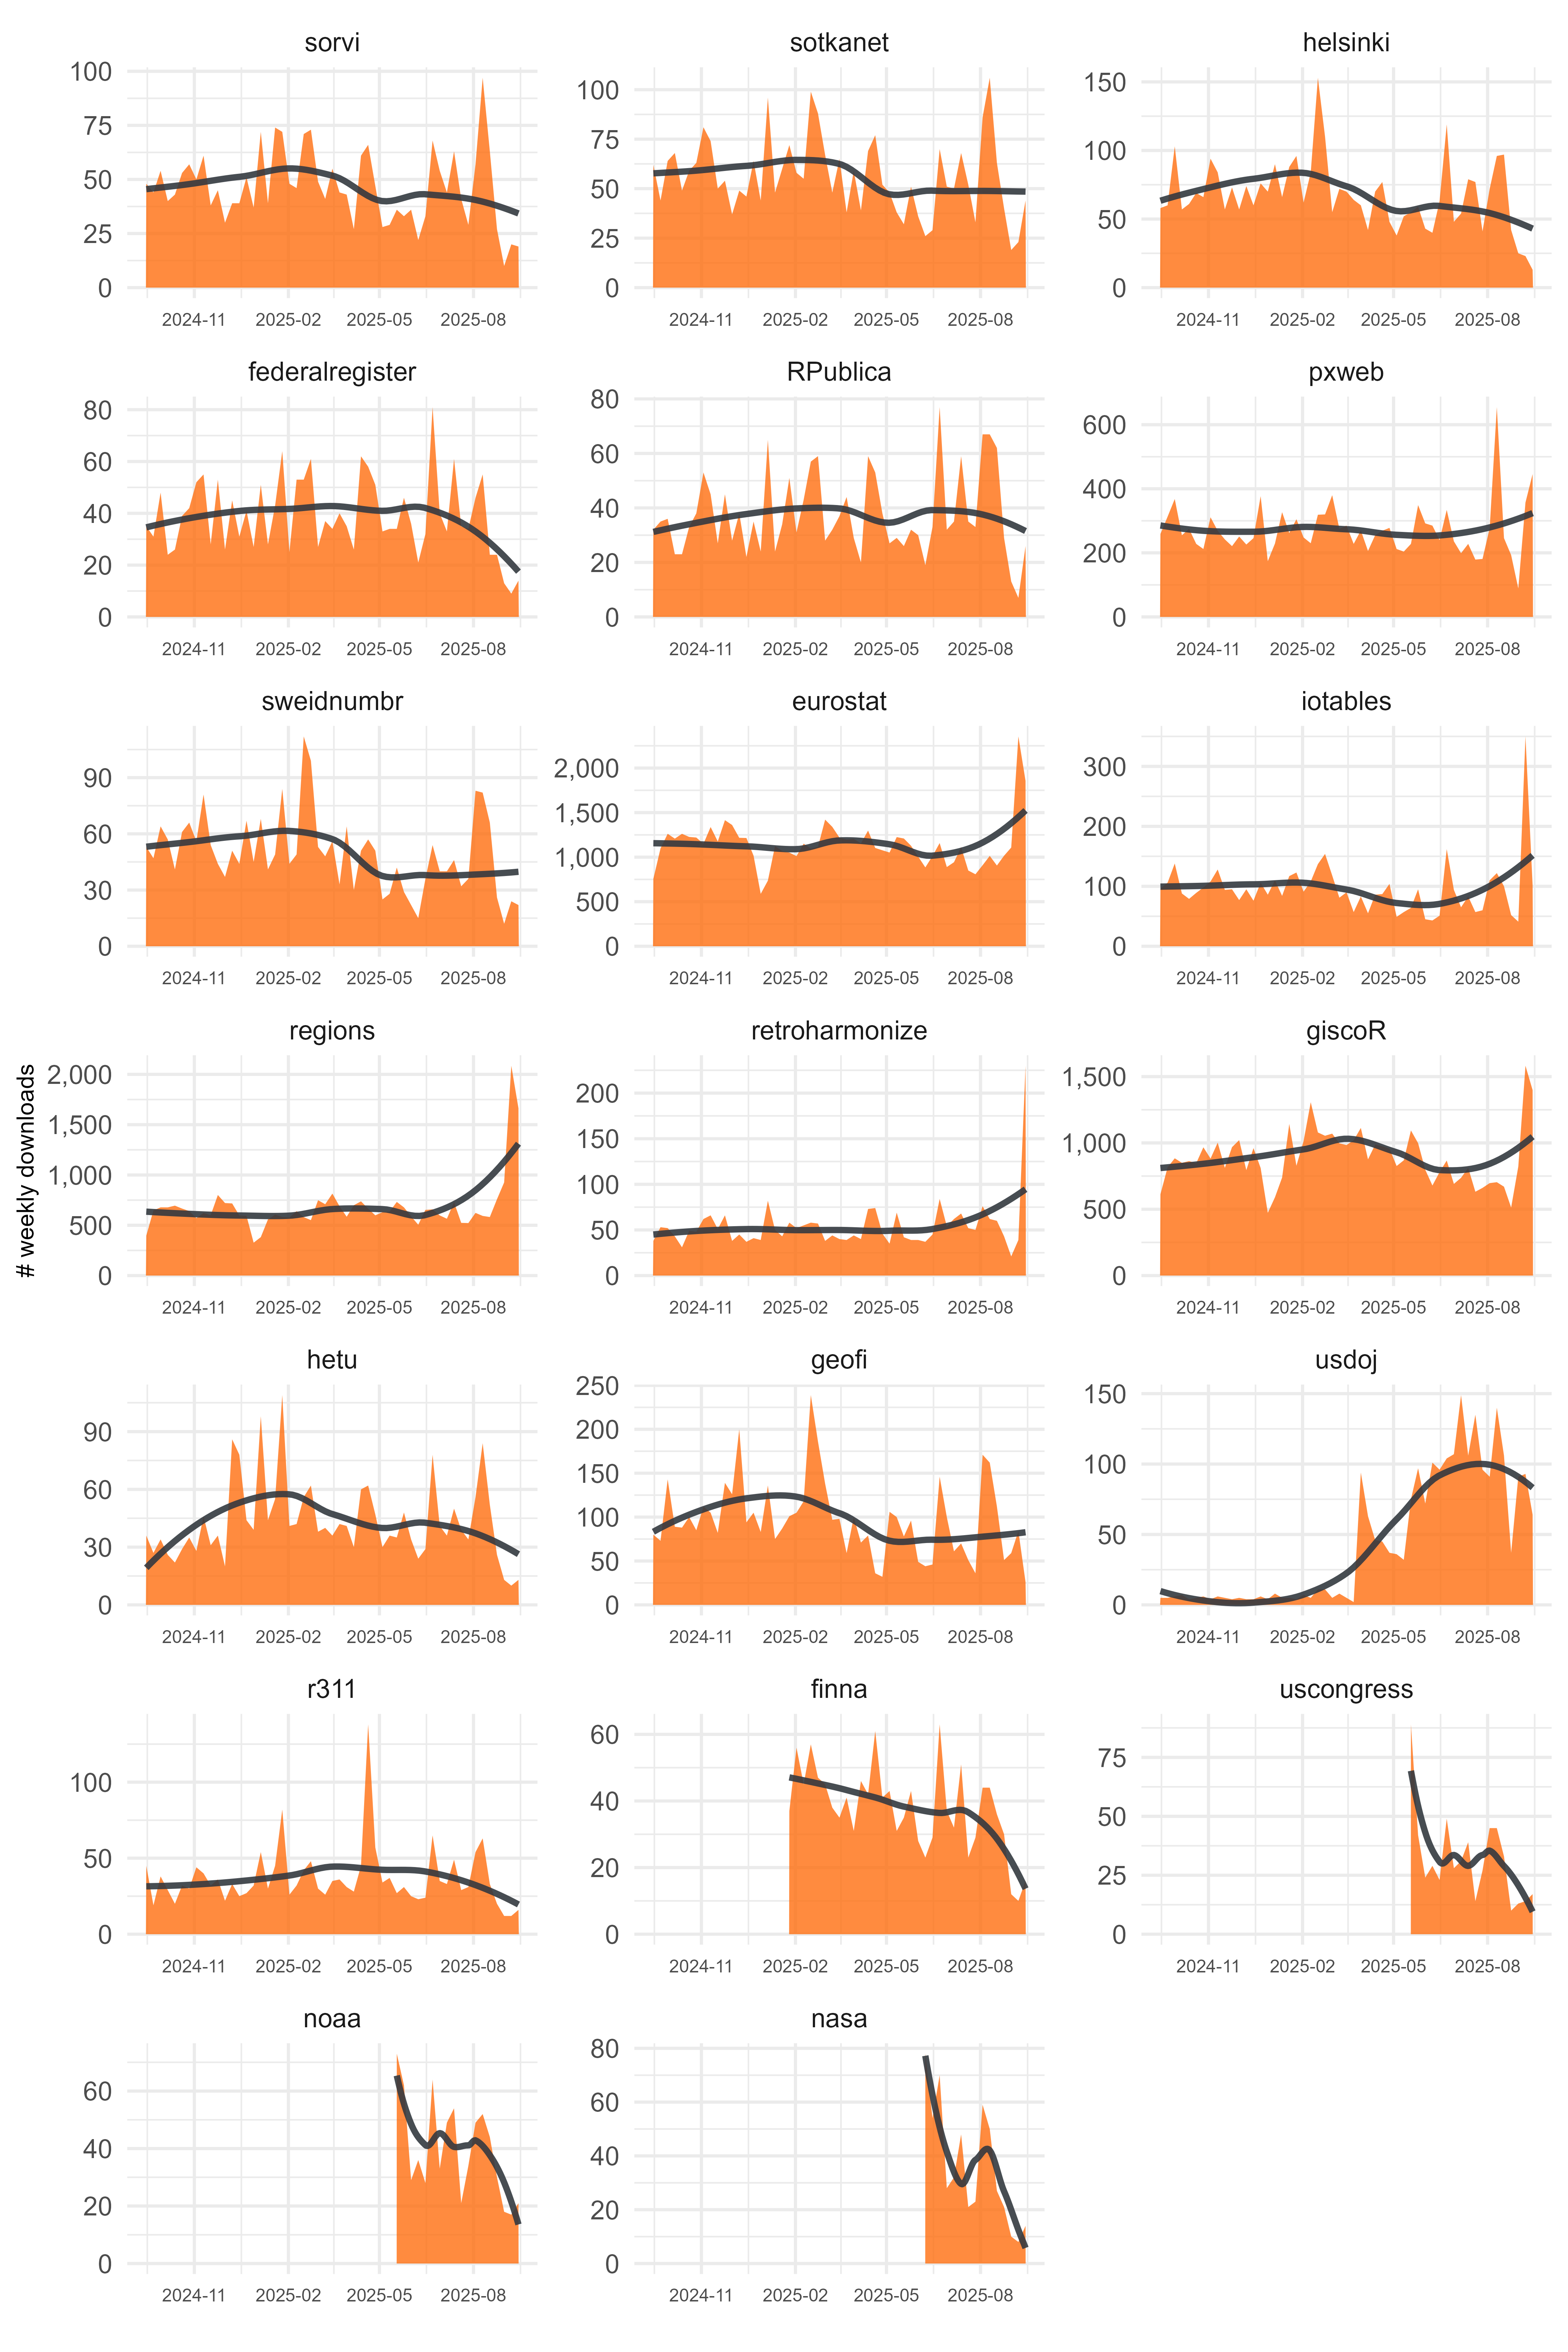 sorvi
sotkanet
helsinki
100
75
50
25
0
100
75
50
25
0
150
100
50
0
2024-11 2025-02 2025-05 2025-08
2024-11 2025-02 2025-05 2025-08
2024-11 2025-02 2025-05 2025-08
federalregister
RPublica
pxweb
80
60
40
20
0
80
60
40
20
0
600
400
200
0
2024-11 2025-02 2025-05 2025-08
2024-11 2025-02 2025-05 2025-08
2024-11 2025-02 2025-05 2025-08
sweidnumbr
eurostat
iotables
90
60
30
0
2,000
1,500
1,000
500
0
300
200
100
0
2024-11 2025-02 2025-05 2025-08
2024-11 2025-02 2025-05 2025-08
2024-11 2025-02 2025-05 2025-08
# weekly downloads
regions
retroharmonize
giscoR
2,000
1,500
1,000
500
0
200
150
100
50
0
1,500
1,000
500
0
2024-11 2025-02 2025-05 2025-08
2024-11 2025-02 2025-05 2025-08
2024-11 2025-02 2025-05 2025-08
hetu
geofi
usdoj
90
60
30
0
250
200
150
100
50
0
150
100
50
0
2024-11 2025-02 2025-05 2025-08
2024-11 2025-02 2025-05 2025-08
2024-11 2025-02 2025-05 2025-08
r311
finna
uscongress
100
50
0
60
40
20
0
75
50
25
0
2024-11 2025-02 2025-05 2025-08
2024-11 2025-02 2025-05 2025-08
2024-11 2025-02 2025-05 2025-08
noaa
nasa
60
40
20
0
80
60
40
20
0
2024-11 2025-02 2025-05 2025-08
2024-11 2025-02 2025-05 2025-08